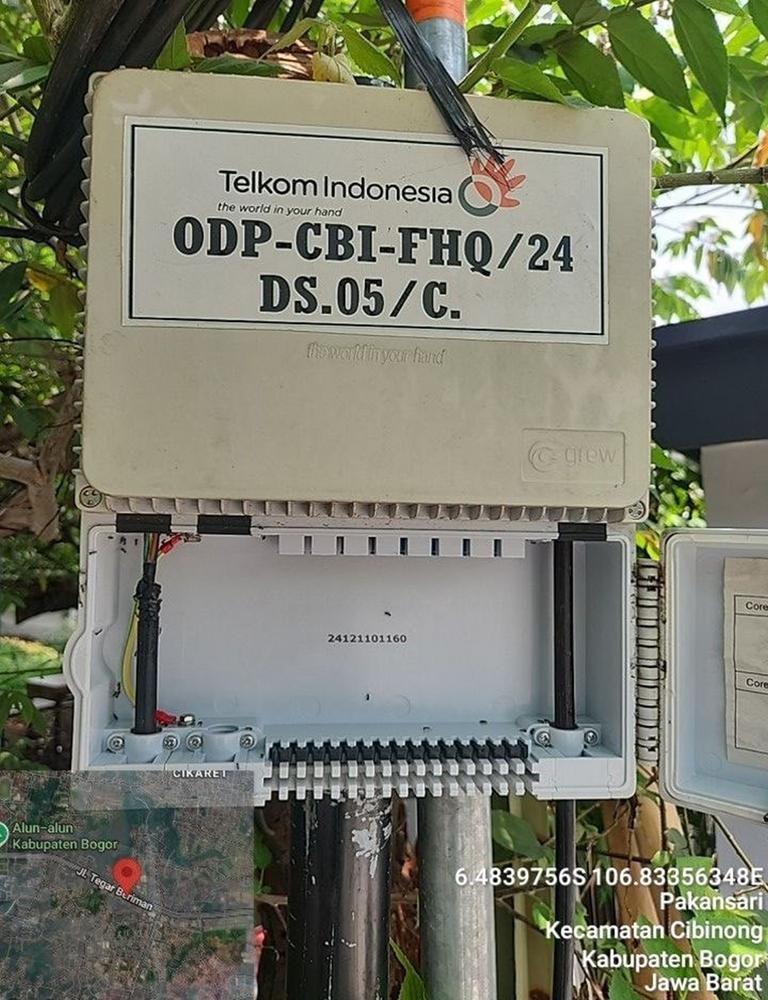 Telkom Indonesia
the world in your hand
ODP-CBI-FHQ/24
DS.05/C.
the world in your hand
grew
24121101160
Core
Core
CIKARET
Alun-alun
Kabupaten Bogor
Jl. Tegar Beriman
6.4839756S 106.83356348E
Pakansari
Kecamatan Cibinong
Kabupaten Bogor
Jawa Barat